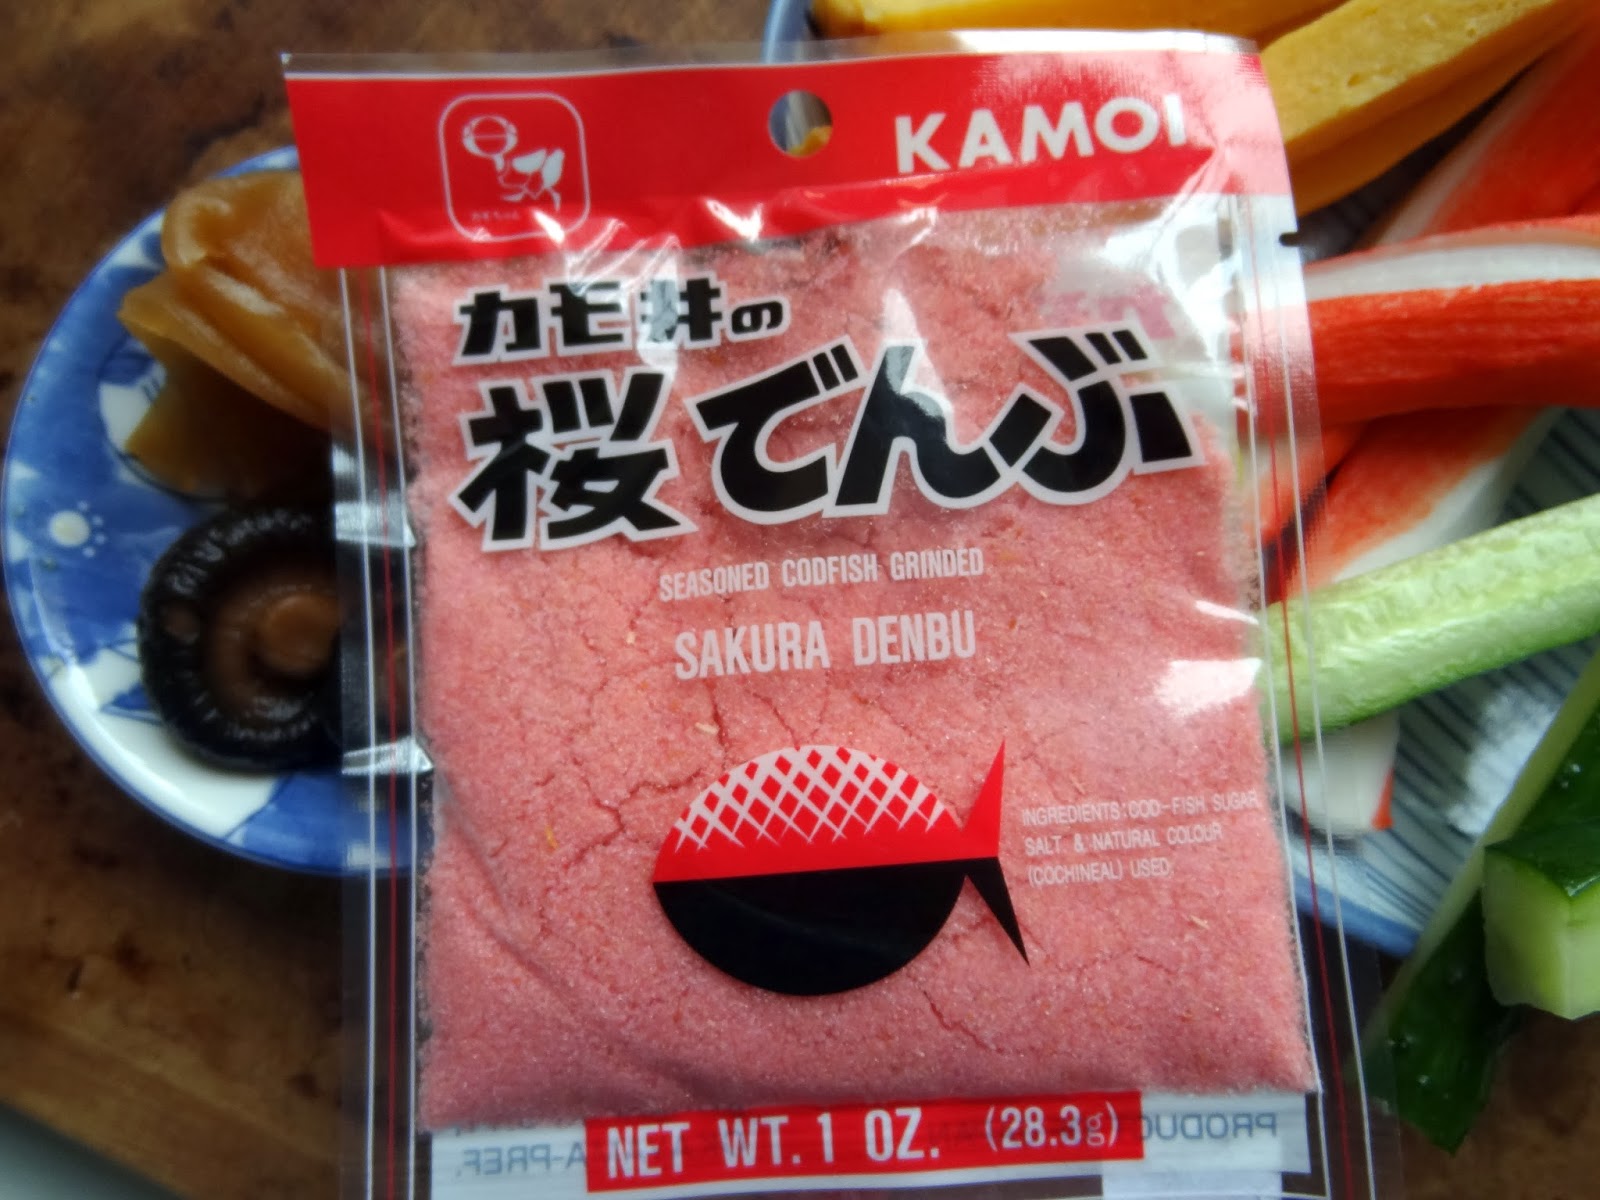 KAMOI
カモ井の
桜でんぶ
SEASONED CODFISH GRINDED
SAKURA DENBU
INGREDIENTS: COD-FISH SUGAR
SALT & NATURAL COLOUR
(COCHINEAL) USED.
NET WT. 1 OZ. (28.3g)